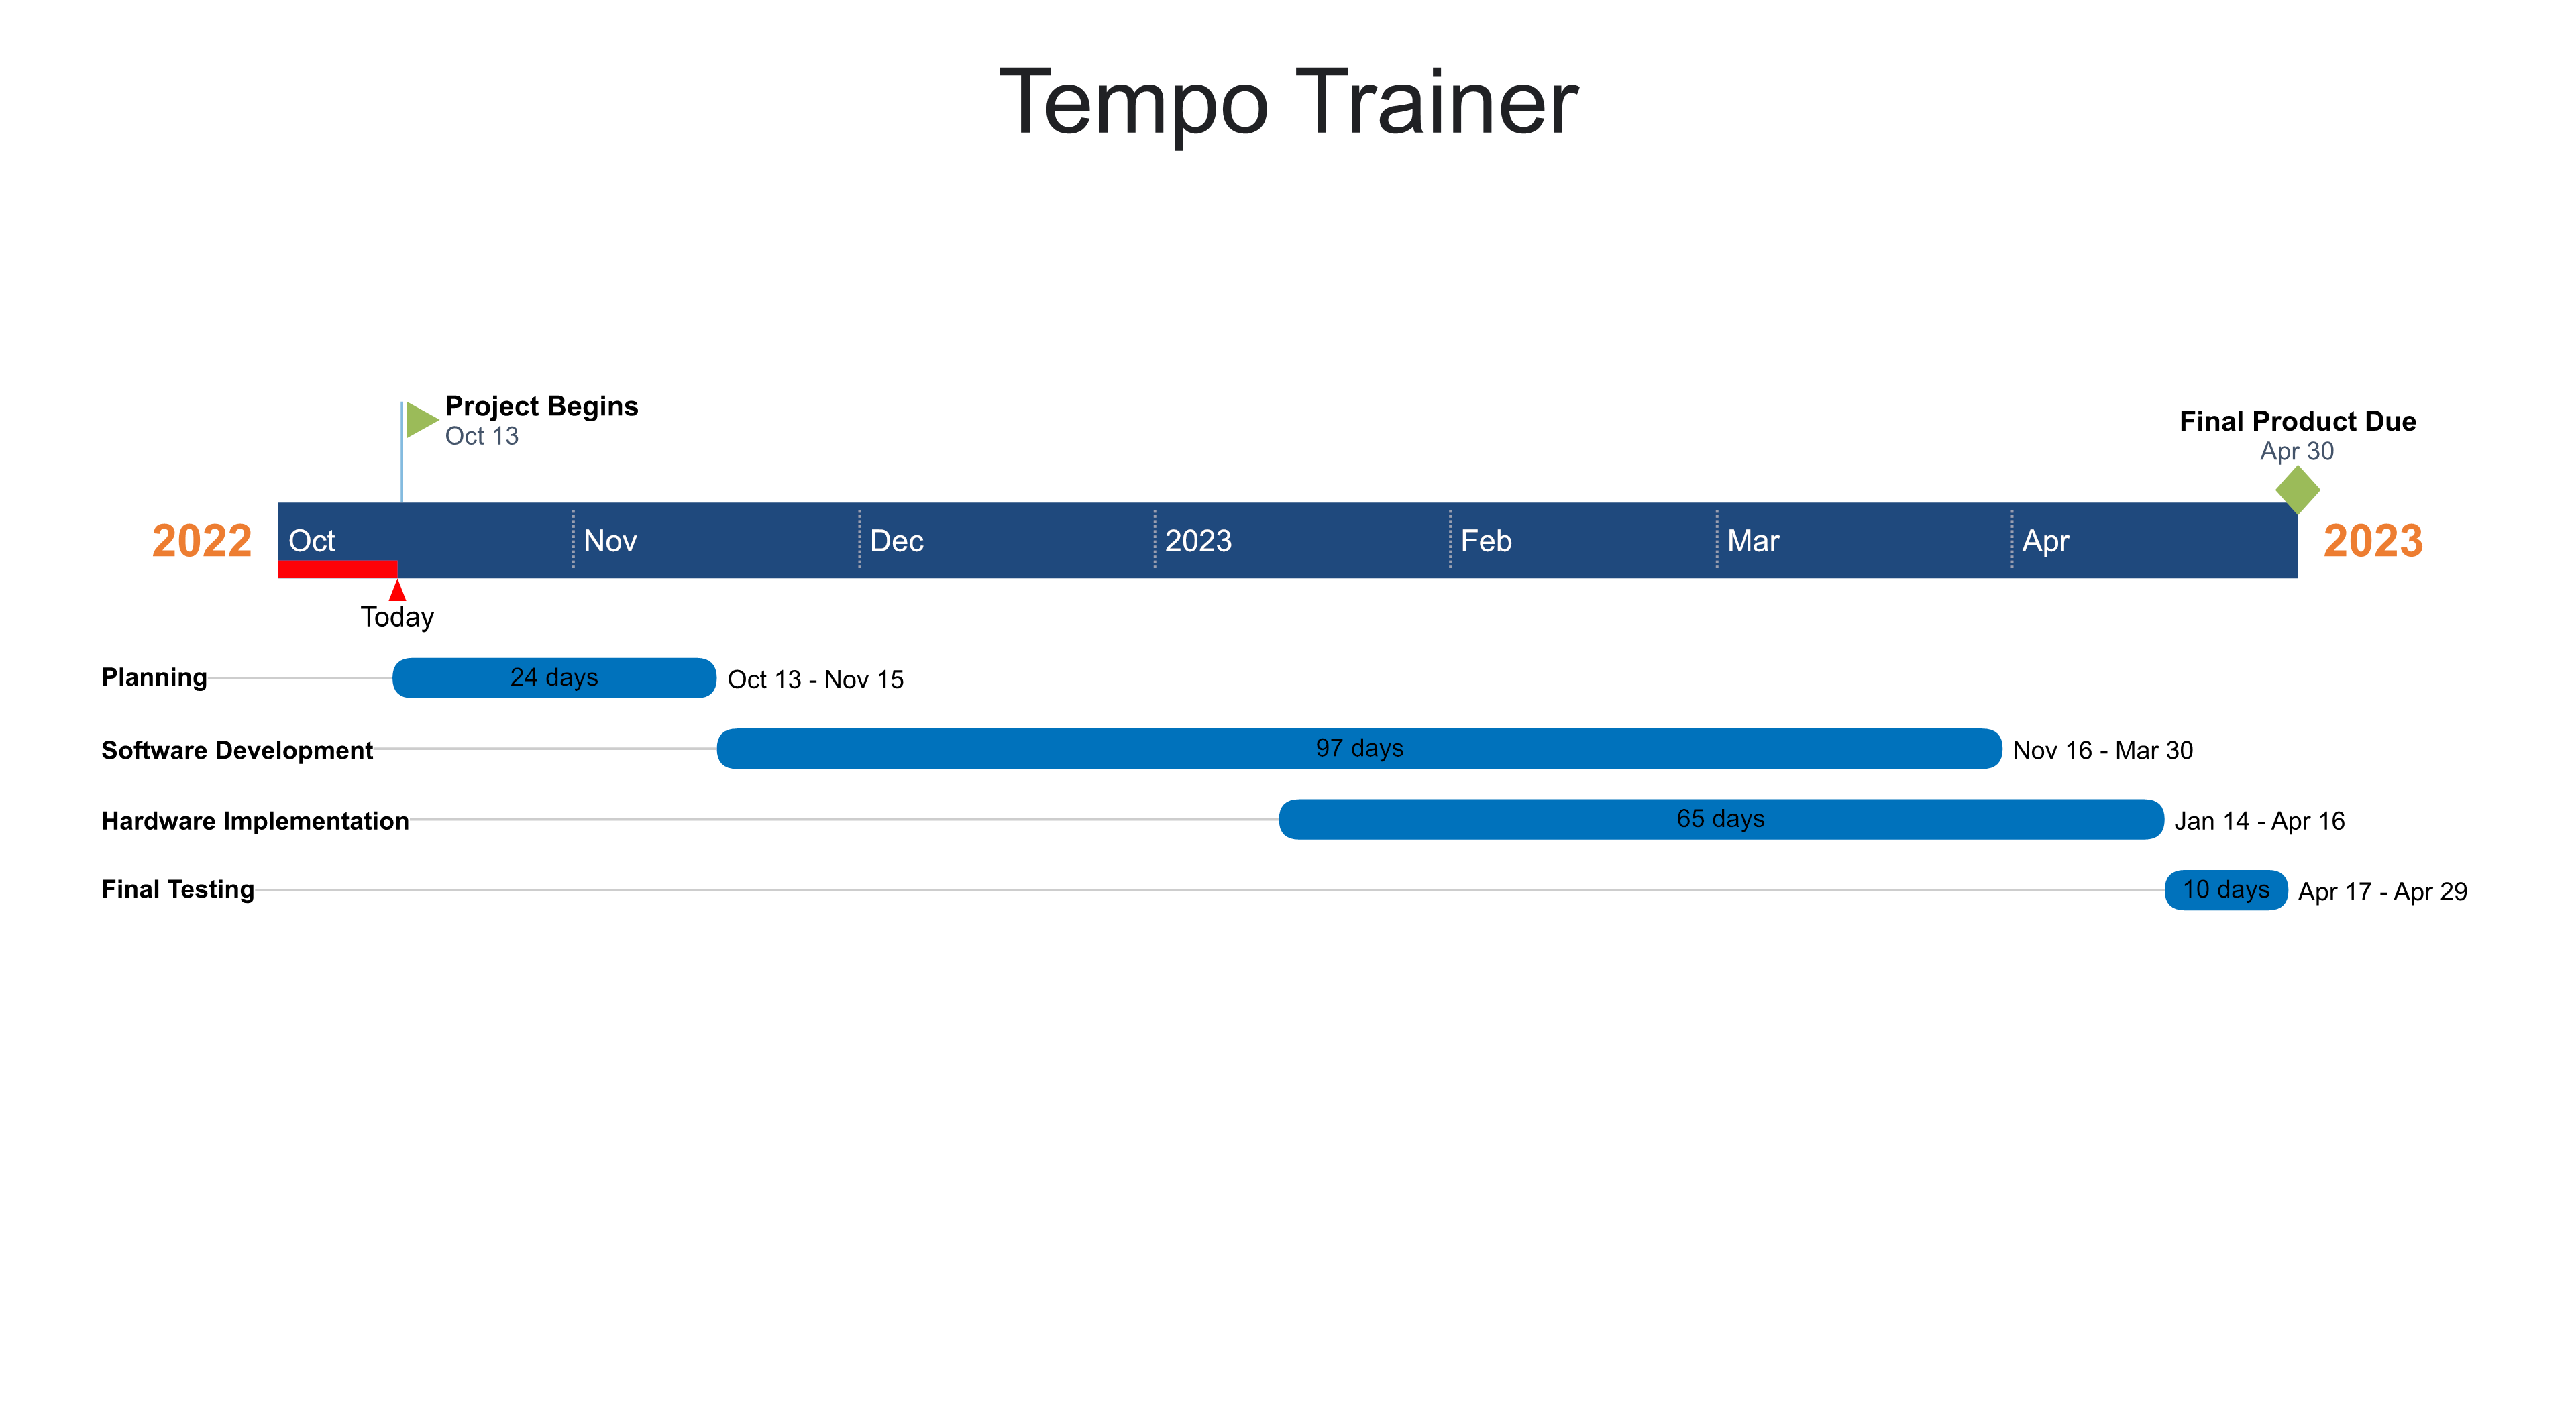 Tempo Trainer
Project Begins
Oct 13
Final Product Due
Apr 30
2022 Oct Nov Dec 2023 Feb Mar Apr 2023
Today
Planning 24 days Oct 13 - Nov 15
Software Development 97 days Nov 16 - Mar 30
Hardware Implementation 65 days Jan 14 - Apr 16
Final Testing 10 days Apr 17 - Apr 29